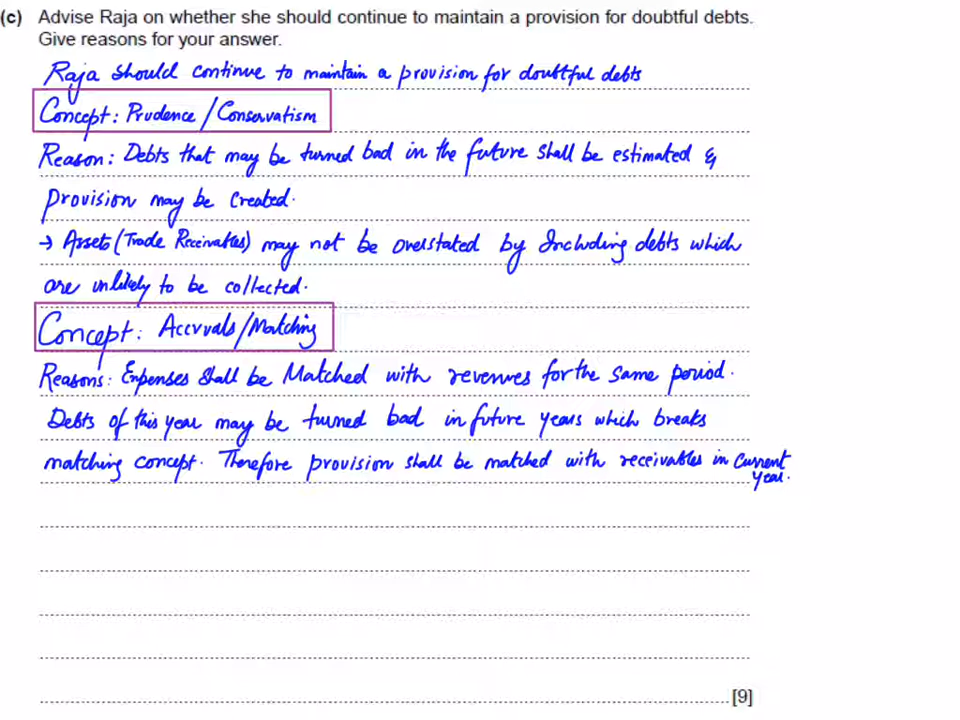 (c) Advise Raja on whether she should continue to maintain a provision for doubtful debts.
Give reasons for your answer.
Raja should continue to maintain a provision for doubtful debts
Concept: Prudence/Conservatism
Reason: Debts that may be turned bad in the future shall be estimated &
provision may be created.
→ Assets (Trade Receivables) may not be overstated by Including debts which
are unlikely to be collected.
Concept: Accruals/Matching
Reasons: Expenses shall be Matched with revenues for the same period.
Debts of this year may be turned bad in future years which breaks
matching concept. Therefore provision shall be matched with receivables in current
year.
[9]